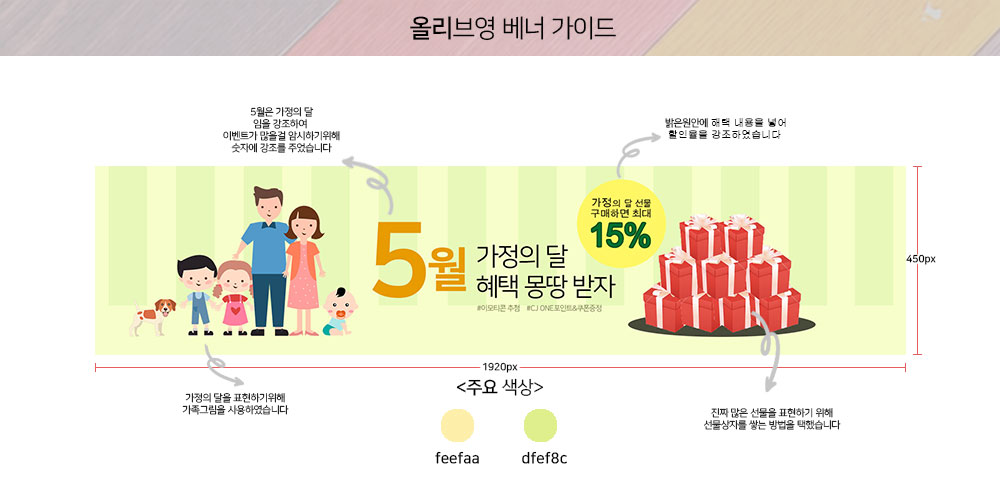 올리브영 베너 가이드
5월은 가정의 달
임을 강조하여
이벤트가 많을걸 암시하기위해
숫자에 강조를 주었습니다
밝은원안에 혜택 내용을 넣어
할인율을 강조하였습니다
가정의 달 선물
구매하면 최대
15%
5월 가정의 달
혜택 몽땅 받자
#이모티콘 추첨 #CJ ONE포인트&쿠폰증정
450px
1920px
가정의 달을 표현하기위해
가족그림을 사용하였습니다
<주요 색상>
feefaa
dfef8c
진짜 많은 선물을 표현하기 위해
선물상자를 쌓는 방법을 택했습니다